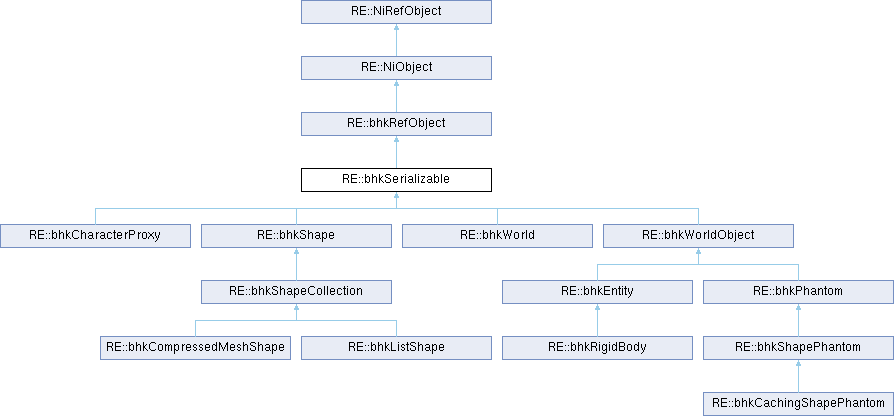 RE::NiRefObject
RE::NiObject
RE::bhkRefObject
RE::bhkSerializable
RE::bhkCharacterProxy
RE::bhkShape
RE::bhkWorld
RE::bhkWorldObject
RE::bhkShapeCollection
RE::bhkEntity
RE::bhkPhantom
RE::bhkCompressedMeshShape
RE::bhkListShape
RE::bhkRigidBody
RE::bhkShapePhantom
RE::bhkCachingShapePhantom